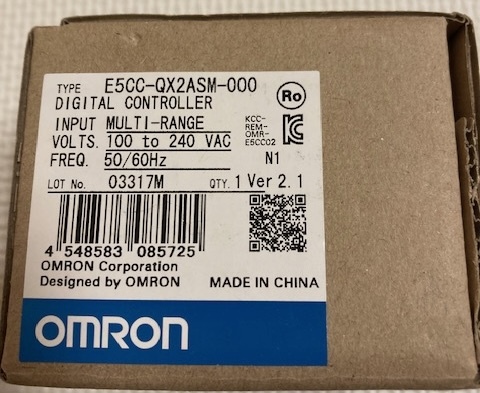 TYPE E5CC-QX2ASM-000
DIGITAL CONTROLLER
Ro
INPUT MULTI-RANGE
KCC-
REM-
OMR-
E5CC02
VOLTS. 100 to 240 VAC
FREQ. 50/60Hz
N1
LOT No. 03317M
QTY. 1 Ver 2.1
4 548583 085725
OMRON Corporation
Designed by OMRON
MADE IN CHINA
OMRON